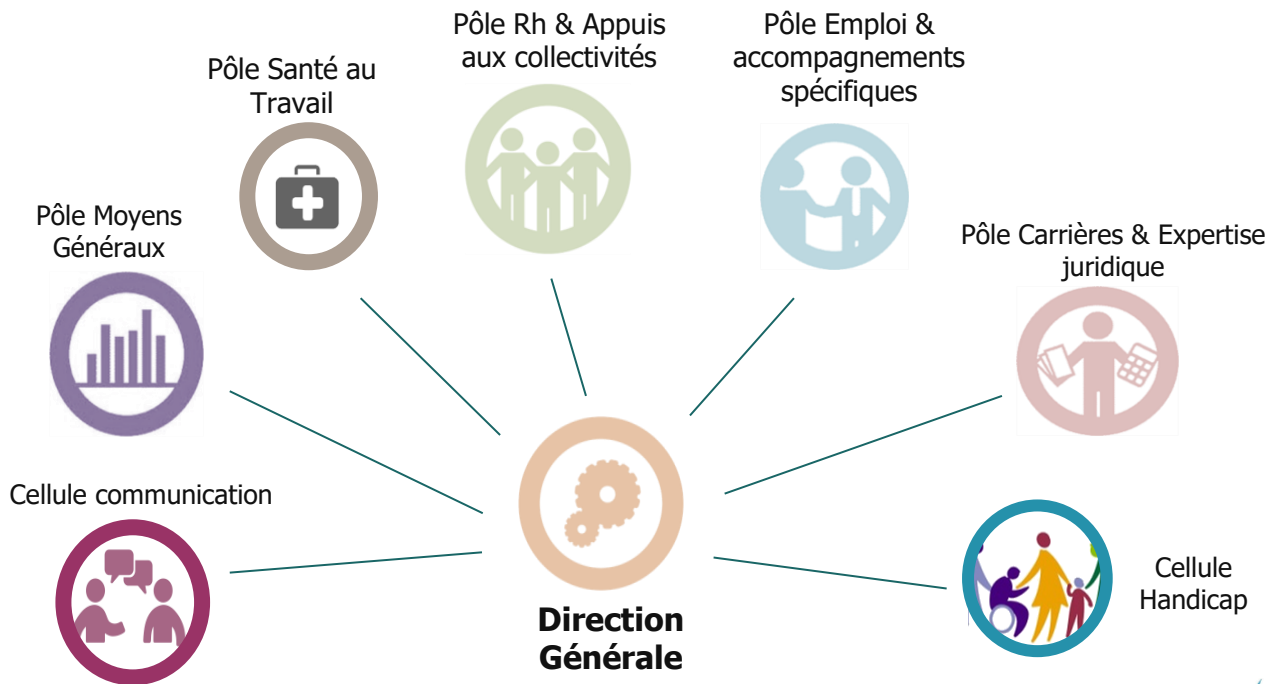 Pôle Rh & Appuis
aux collectivités
Pôle Emploi &
accompagnements
spécifiques
Pôle Santé au
Travail
Pôle Moyens
Généraux
Pôle Carrières & Expertise
juridique
Cellule communication
Cellule
Handicap
Direction
Générale